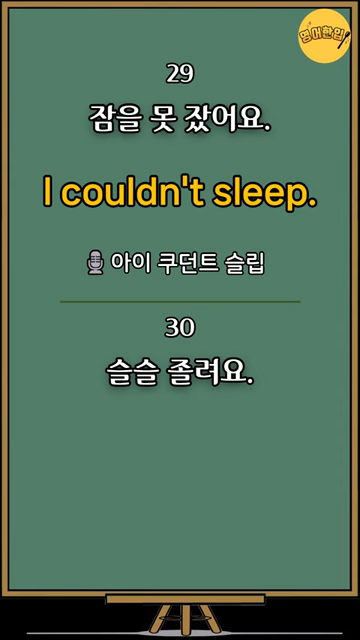 영어한입
29
잠을 못 잤어요.
I couldn't sleep.
아이 쿠던트 슬립
30
슬슬 졸려요.